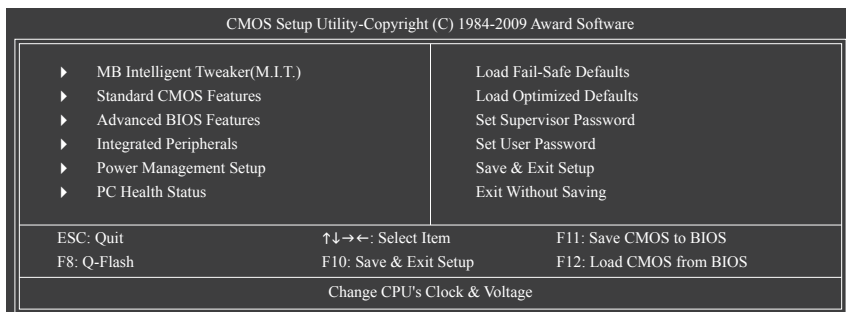 CMOS Setup Utility-Copyright (C) 1984-2009 Award Software
MB Intelligent Tweaker(M.I.T.)
Standard CMOS Features
Advanced BIOS Features
Integrated Peripherals
Power Management Setup
PC Health Status
Load Fail-Safe Defaults
Load Optimized Defaults
Set Supervisor Password
Set User Password
Save & Exit Setup
Exit Without Saving
ESC: Quit ↑↓→←: Select Item F11: Save CMOS to BIOS
F8: Q-Flash F10: Save & Exit Setup F12: Load CMOS from BIOS
Change CPU's Clock & Voltage